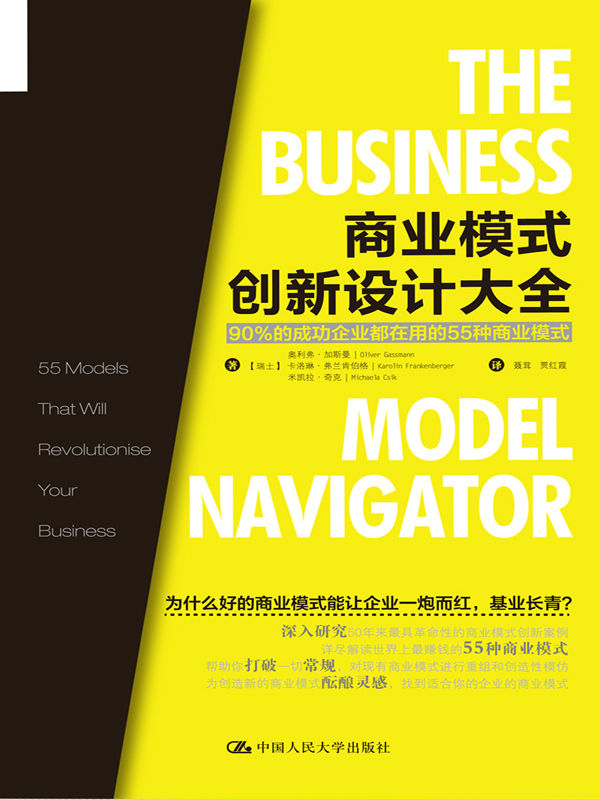 THE
BUSINESS
商业模式
创新设计大全
90%的成功企业都在用的55种商业模式
著 【瑞士】 奥利弗·加斯曼 | Oliver Gassmann
卡洛琳·弗兰肯伯格 | Karolin Frankenberger
米凯拉·奇克 | Michaela Csik
译 聂茸 贾红霞
55 Models
That Will
Revolutionise
Your
Business
MODEL
NAVIGATOR
为什么好的商业模式能让企业一炮而红，基业长青？
深入研究50年来最具革命性的商业模式创新案例
详尽解读世界上最赚钱的55种商业模式
帮助你打破一切常规，对现有商业模式进行重组和创造性模仿
为创造新的商业模式酝酿灵感，找到适合你的企业的商业模式
中国人民大学出版社